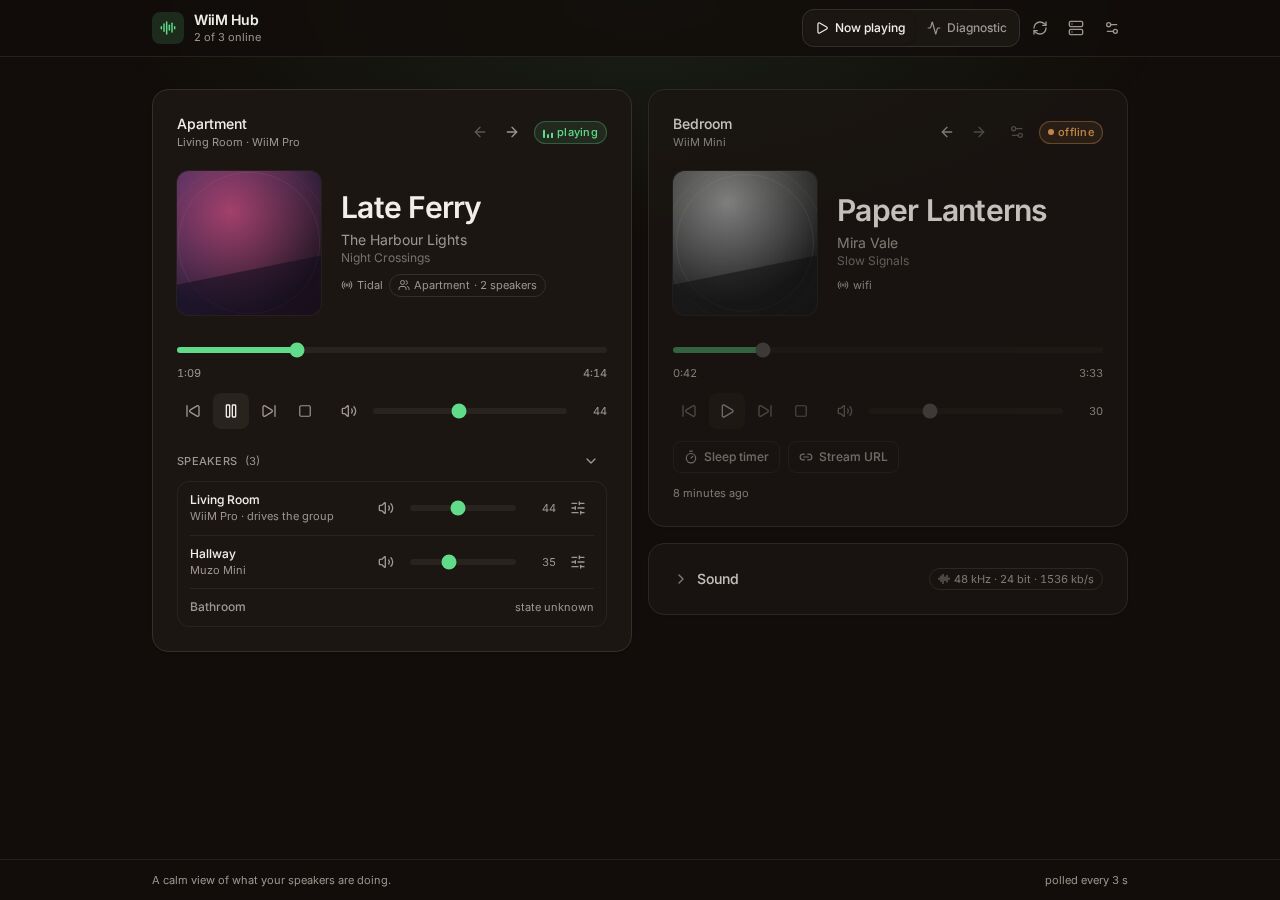 WiiM Hub
2 of 3 online
Now playing
Diagnostic
Apartment
Living Room · WiiM Pro
playing
Late Ferry
The Harbour Lights
Night Crossings
Tidal
Apartment · 2 speakers
1:09
4:14
44
SPEAKERS (3)
Living Room
WiiM Pro · drives the group
44
Hallway
Muzo Mini
35
Bathroom
state unknown
Bedroom
WiiM Mini
offline
Paper Lanterns
Mira Vale
Slow Signals
wifi
0:42
3:33
30
Sleep timer
Stream URL
8 minutes ago
Sound
48 kHz · 24 bit · 1536 kb/s
A calm view of what your speakers are doing.
polled every 3 s